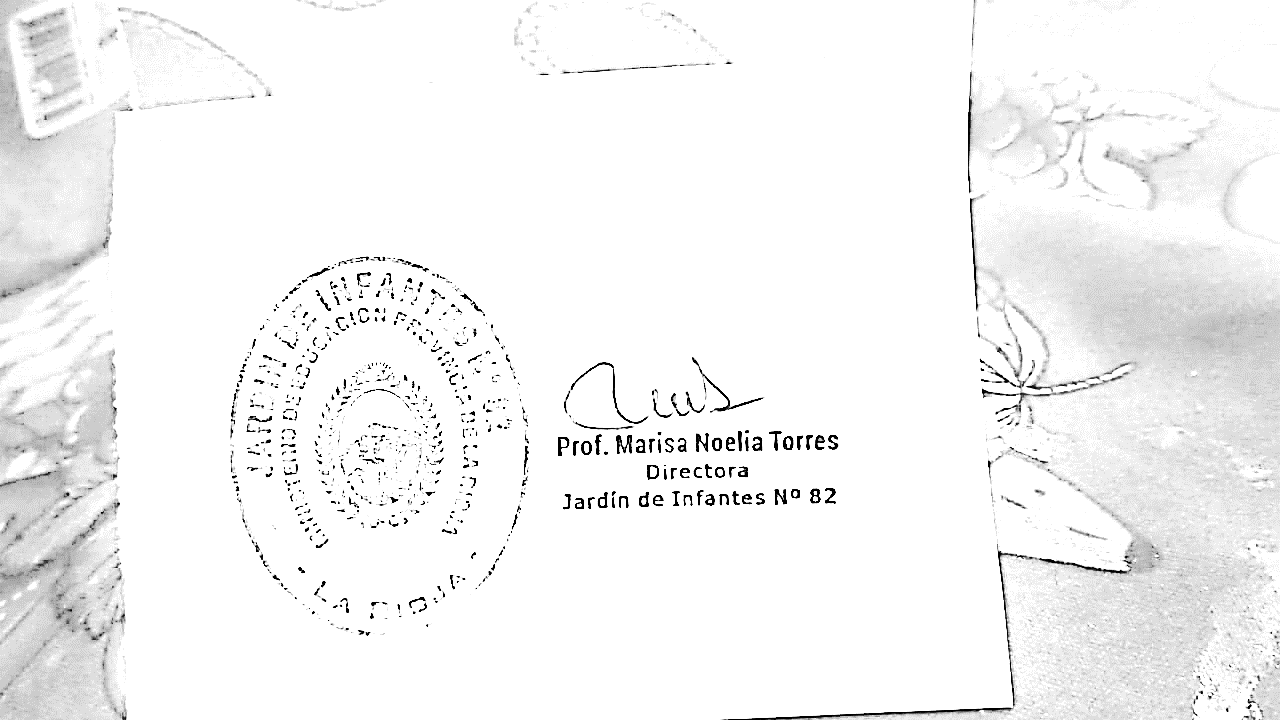 JARDIN DE INFANTES Nº 82
MINISTERIO DE EDUCACION PROVINCIA DE LA RIOJA
· LA RIOJA ·
Prof. Marisa Noelia Torres
Directora
Jardín de Infantes Nº 82